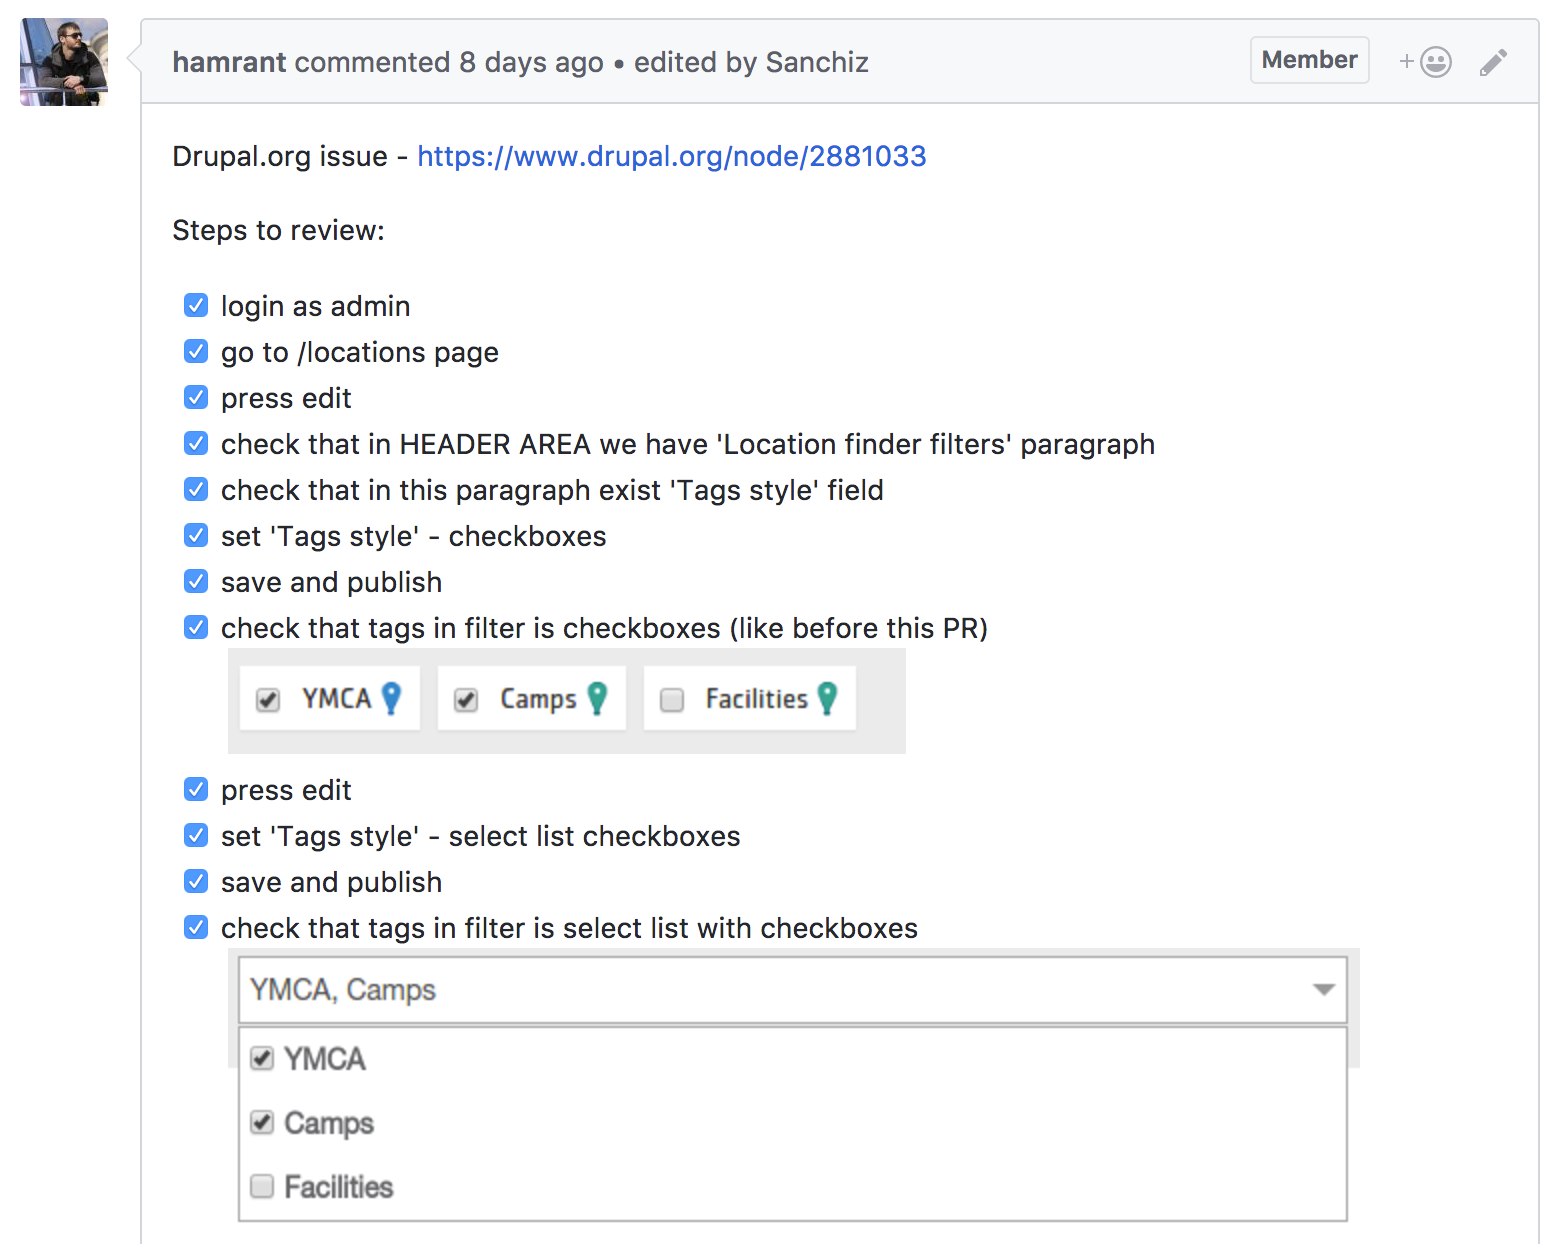 hamrant commented 8 days ago • edited by Sanchiz Member
Drupal.org issue - https://www.drupal.org/node/2881033
Steps to review:
login as admin
go to /locations page
press edit
check that in HEADER AREA we have 'Location finder filters' paragraph
check that in this paragraph exist 'Tags style' field
set 'Tags style' - checkboxes
save and publish
check that tags in filter is checkboxes (like before this PR)
YMCA Camps Facilities
press edit
set 'Tags style' - select list checkboxes
save and publish
check that tags in filter is select list with checkboxes
YMCA, Camps
YMCA
Camps
Facilities